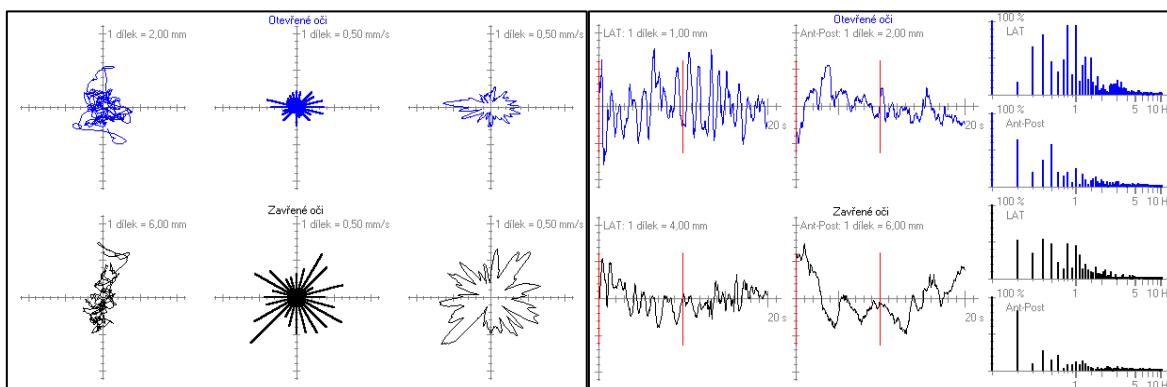 Otevřené oči
1 dílek = 2,00 mm
1 dílek = 0,50 mm/s
1 dílek = 0,50 mm/s
Zavřené oči
1 dílek = 6,00 mm
1 dílek = 0,50 mm/s
1 dílek = 0,50 mm/s
Otevřené oči
LAT: 1 dílek = 1,00 mm
20 s
Ant-Post: 1 dílek = 2,00 mm
20 s
100 %
LAT
1 5 10 H
100 %
Ant-Post
1 5 10 H
Zavřené oči
LAT: 1 dílek = 4,00 mm
20 s
Ant-Post: 1 dílek = 6,00 mm
20 s
100 %
LAT
1 5 10 H
100 %
Ant-Post
1 5 10 H